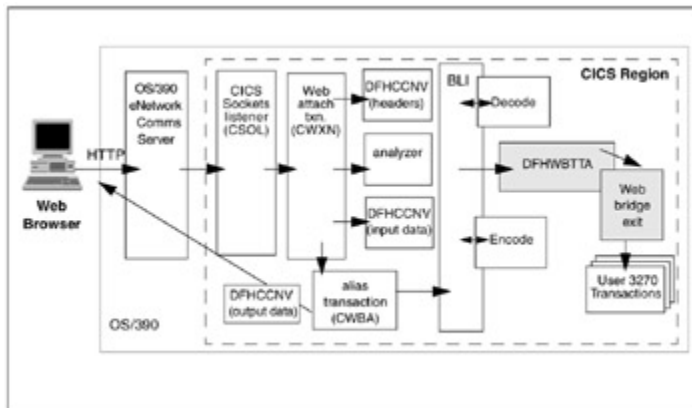 OS/390
eNetwork
Comms
Server
CICS
Sockets
listener
(CSOL)
Web
attach
txn.
(CWXN)
DFHCCNV
(headers)
BLI
CICS Region
Decode
HTTP
analyzer
DFHWBTTA
Web
Browser
Web
bridge
exit
DFHCCNV
(input data)
Encode
alias
transaction
(CWBA)
DFHCCNV
(output data)
User 3270
Transactions
OS/390